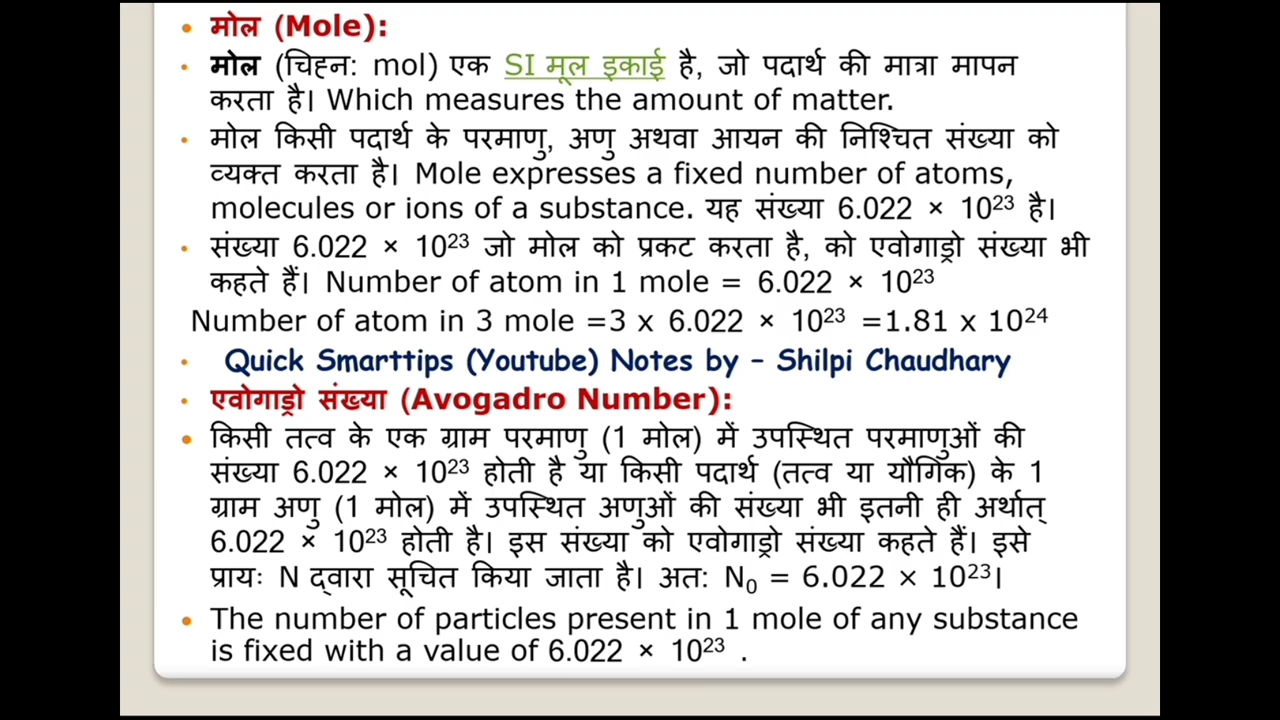 • मोल (Mole):
• मोल (चिह्न: mol) एक SI मूल इकाई है, जो पदार्थ की मात्रा मापन
करता है। Which measures the amount of matter.
• मोल किसी पदार्थ के परमाणु, अणु अथवा आयन की निश्चित संख्या को
व्यक्त करता है। Mole expresses a fixed number of atoms,
molecules or ions of a substance. यह संख्या 6.022 × 10²³ है।
• संख्या 6.022 × 10²³ जो मोल को प्रकट करता है, को एवोगाड्रो संख्या भी
कहते हैं। Number of atom in 1 mole = 6.022 × 10²³
Number of atom in 3 mole =3 x 6.022 × 10²³ =1.81 x 10²⁴
• Quick Smarttips (Youtube) Notes by – Shilpi Chaudhary
• एवोगाड्रो संख्या (Avogadro Number):
• किसी तत्व के एक ग्राम परमाणु (1 मोल) में उपस्थित परमाणुओं की
संख्या 6.022 × 10²³ होती है या किसी पदार्थ (तत्व या यौगिक) के 1
ग्राम अणु (1 मोल) में उपस्थित अणुओं की संख्या भी इतनी ही अर्थात्
6.022 × 10²³ होती है। इस संख्या को एवोगाड्रो संख्या कहते हैं। इसे
प्रायः N द्वारा सूचित किया जाता है। अत: N₀ = 6.022 × 10²³।
• The number of particles present in 1 mole of any substance
is fixed with a value of 6.022 × 10²³ .